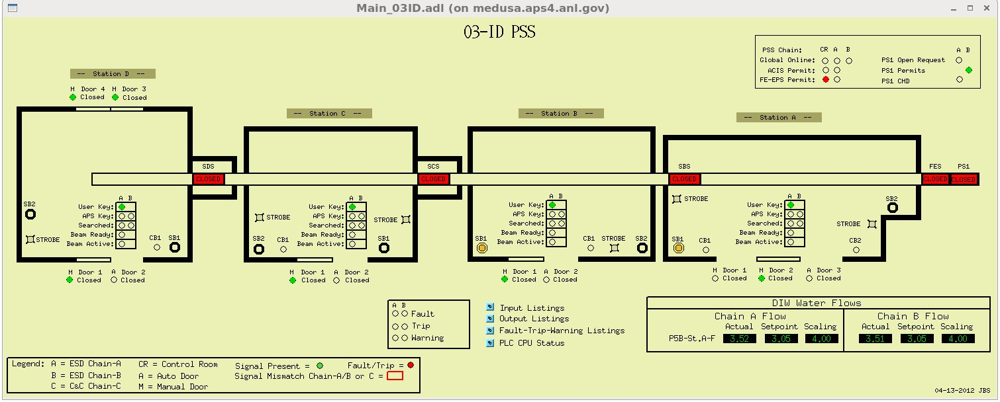 Main_03ID.adl (on medusa.aps4.anl.gov)
03-ID PSS
PSS Chain: CR A B
Global Online:
ACIS Permit:
FE-EPS Permit:
A B
PS1 Open Request
PS1 Permits
PS1 CMD
-- Station D --
M Door 4 M Door 3
Closed Closed
-- Station C --
-- Station B --
-- Station A --
SDS
CLOSED
SCS
CLOSED
SBS
CLOSED
FES PS1
CLOSED CLOSED
SB2
STROBE
A B
User Key:
APS Key:
Searched:
Beam Ready:
Beam Active:
CB1 SB1
M Door 1 A Door 2
Closed Closed
STROBE
SB2
CB1
A B
User Key:
APS Key:
Searched:
Beam Ready:
Beam Active:
STROBE
SB1
M Door 1 A Door 2
Closed Closed
SB1
A B
User Key:
APS Key:
Searched:
Beam Ready:
Beam Active:
CB1 STROBE SB2
M Door 1 A Door 2
Closed Closed
STROBE
SB1
CB1
A B
User Key:
APS Key:
Searched:
Beam Ready:
Beam Active:
SB2
STROBE
CB2
M Door 1 M Door 2 A Door 3
Closed Closed Closed
A B
Fault
Trip
Warning
Input Listings
Output Listings
Fault-Trip-Warning Listings
PLC CPU Status
DIW Water Flows
Chain A Flow Chain B Flow
Actual Setpoint Scaling Actual Setpoint Scaling
P5B-St.A-F 3.52 3.05 4.00 3.51 3.05 4.00
Legend: A = ESD Chain-A CR = Control Room Signal Present = Fault/Trip =
B = ESD Chain-B A = Auto Door Signal Mismatch Chain-A/B or C =
C = C&C Chain-C M = Manual Door
04-13-2012 JBS